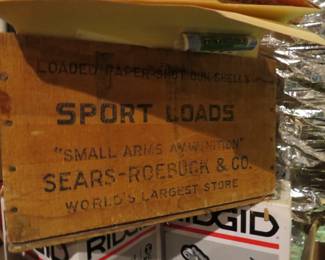 LOADED PAPER SHOT GUN SHELLS
SPORT LOADS
"SMALL ARMS AMMUNITION"
SEARS-ROEBUCK & CO.
WORLD'S LARGEST STORE
RIDGID
RIDGID